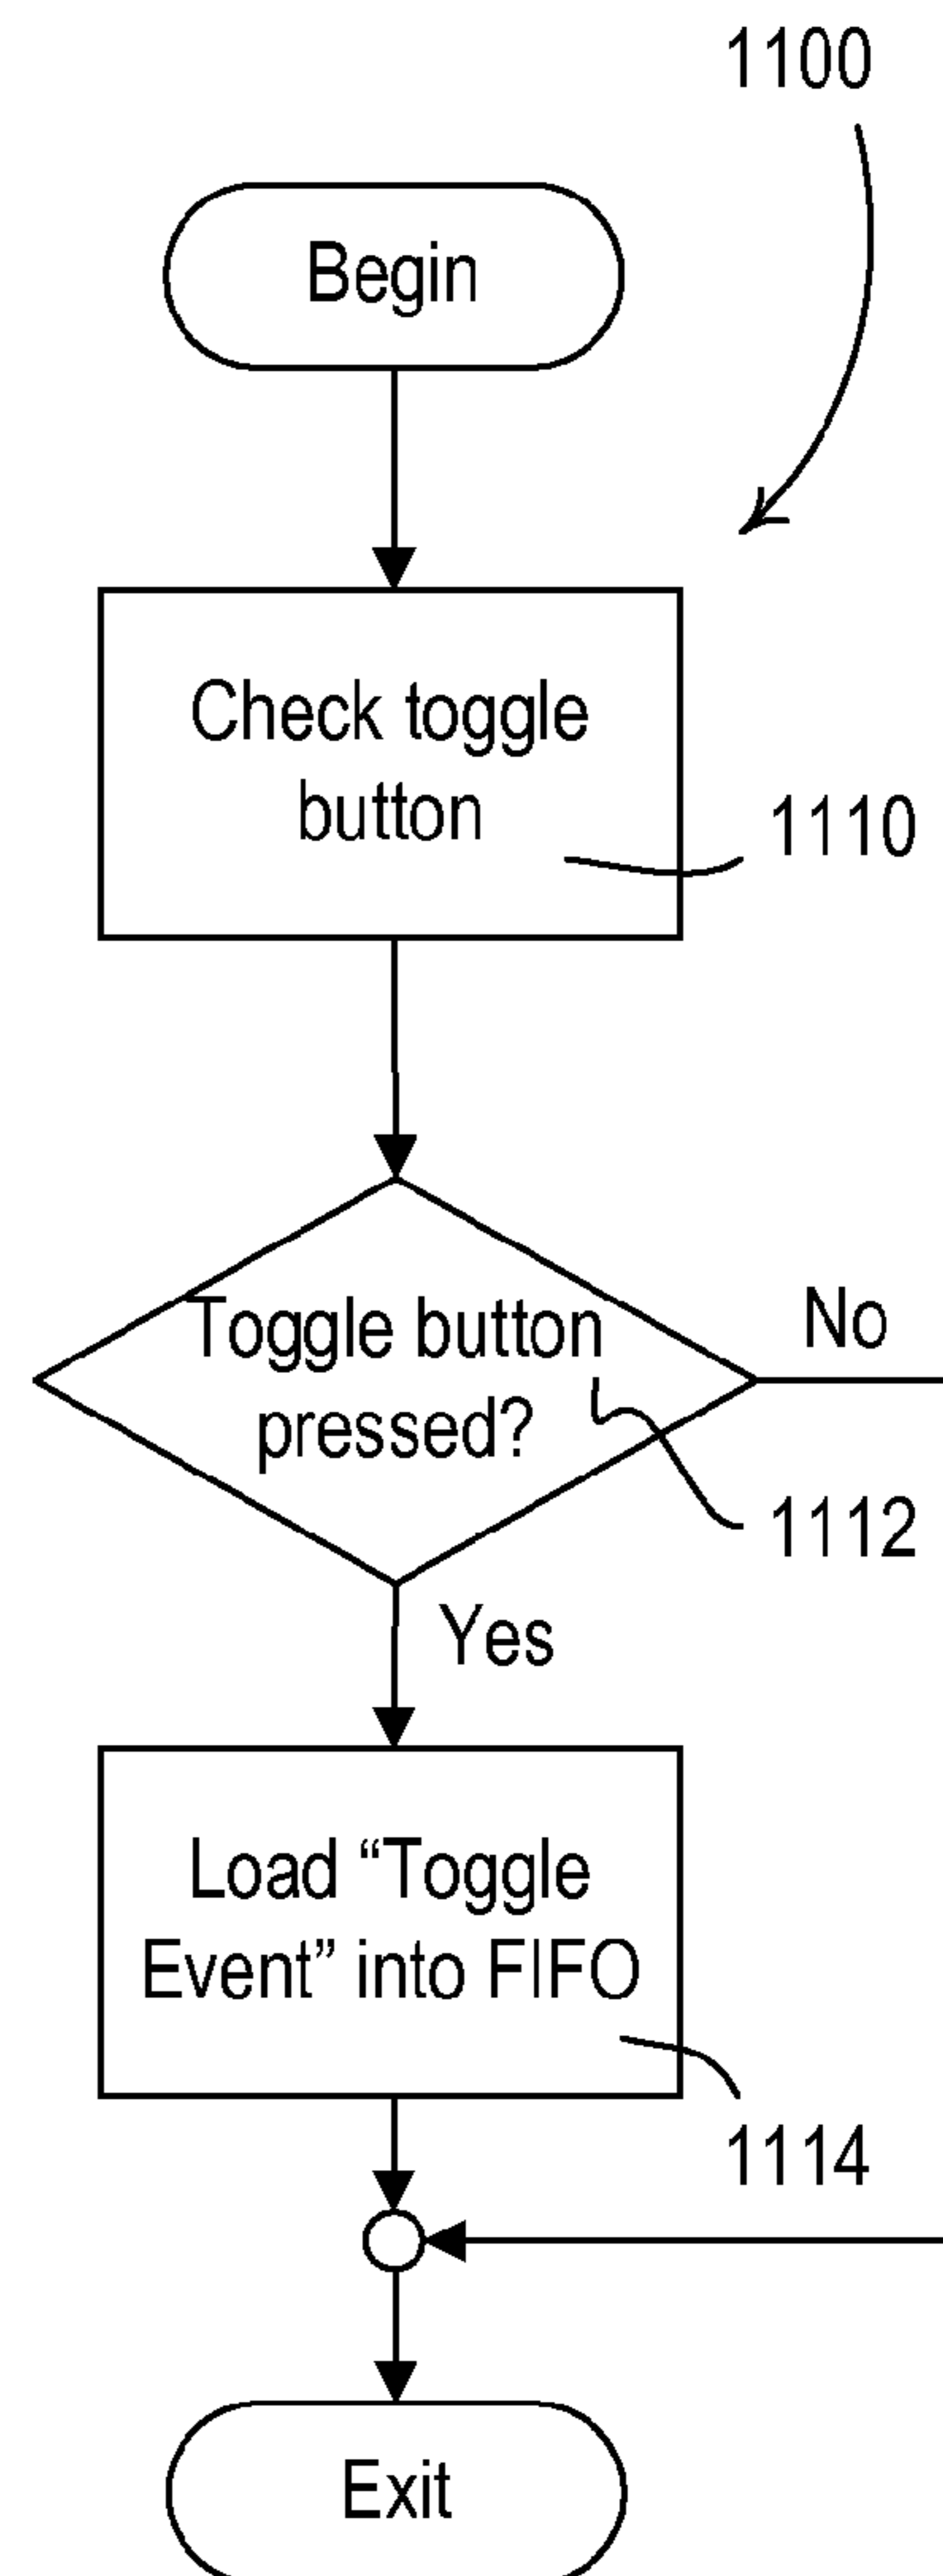 1100
Begin
Check toggle
button
1110
Toggle button
pressed?
No
1112
Yes
Load “Toggle
Event” into FIFO
1114
Exit